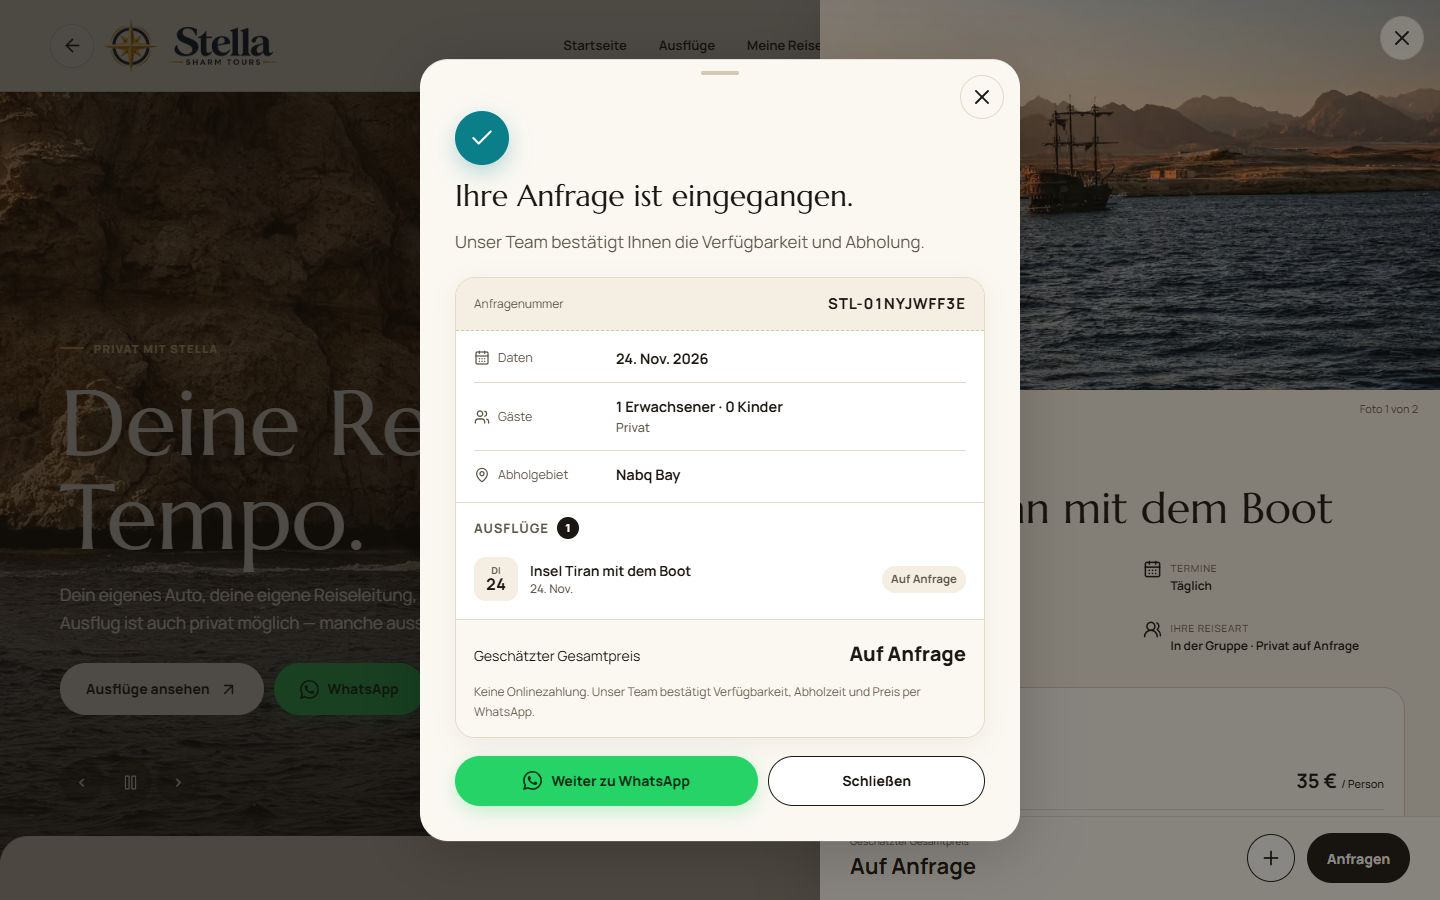 Stella
SHARM TOURS
Startseite
Ausflüge
Meine Reise
PRIVAT MIT STELLA
Deine Re
Tempo.
Dein eigenes Auto, deine eigene Reiseleitung,
Ausflug ist auch privat möglich — manche auss
Ausflüge ansehen
WhatsApp
Ihre Anfrage ist eingegangen.
Unser Team bestätigt Ihnen die Verfügbarkeit und Abholung.
Anfragenummer
STL-01NYJWFF3E
Daten
24. Nov. 2026
Gäste
1 Erwachsener · 0 Kinder
Privat
Abholgebiet
Nabq Bay
AUSFLÜGE 1
DI
24
Insel Tiran mit dem Boot
24. Nov.
Auf Anfrage
Geschätzter Gesamtpreis
Auf Anfrage
Keine Onlinezahlung. Unser Team bestätigt Verfügbarkeit, Abholzeit und Preis per
WhatsApp.
Weiter zu WhatsApp
Schließen
Foto 1 von 2
an mit dem Boot
TERMINE
Täglich
IHRE REISEART
In der Gruppe · Privat auf Anfrage
35 € / Person
Geschätzter Gesamtpreis
Auf Anfrage
Anfragen